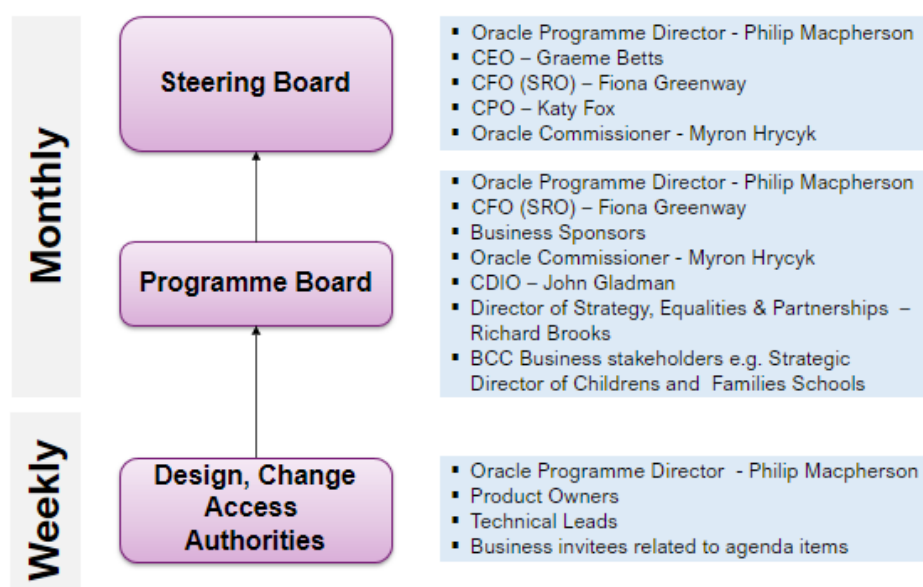 Monthly
Steering Board
▪ Oracle Programme Director - Philip Macpherson
▪ CEO – Graeme Betts
▪ CFO (SRO) – Fiona Greenway
▪ CPO – Katy Fox
▪ Oracle Commissioner - Myron Hrycyk
Programme Board
▪ Oracle Programme Director - Philip Macpherson
▪ CFO (SRO) – Fiona Greenway
▪ Business Sponsors
▪ Oracle Commissioner - Myron Hrycyk
▪ CDIO – John Gladman
▪ Director of Strategy, Equalities & Partnerships –
Richard Brooks
▪ BCC Business stakeholders e.g. Strategic
Director of Childrens and Families Schools
Weekly
Design, Change
Access
Authorities
▪ Oracle Programme Director - Philip Macpherson
▪ Product Owners
▪ Technical Leads
▪ Business invitees related to agenda items